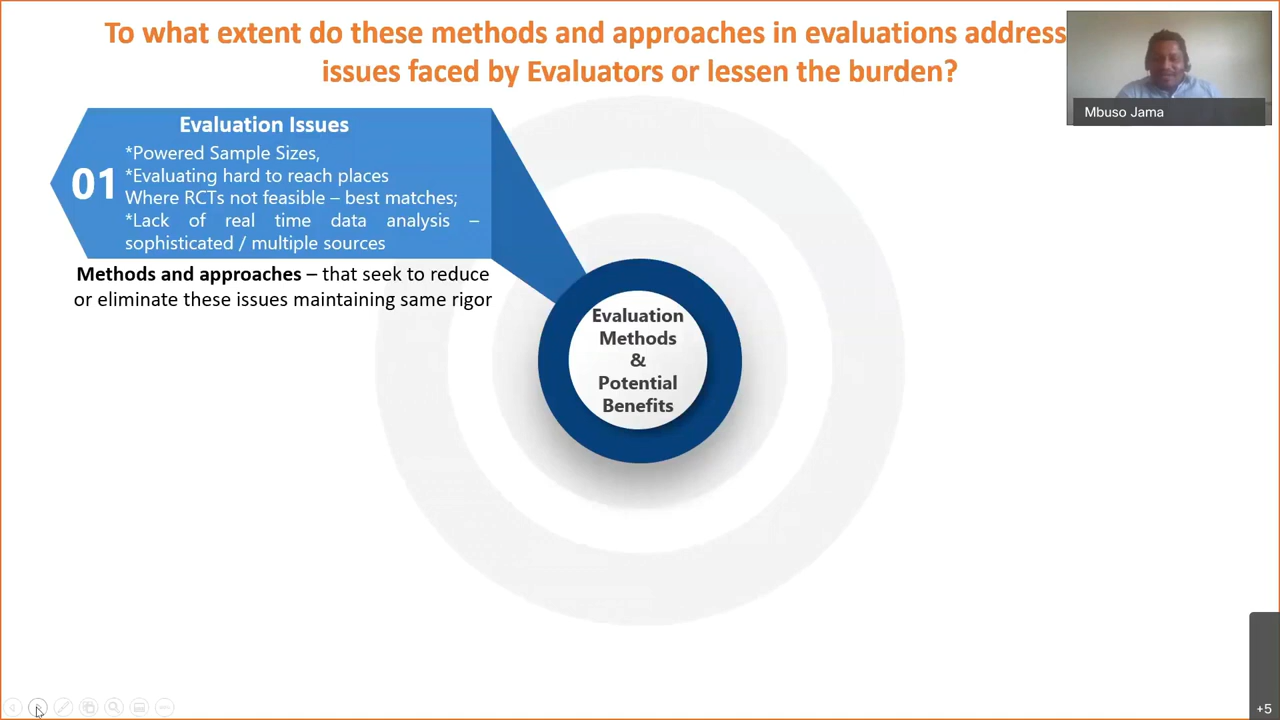 To what extent do these methods and approaches in evaluations address
issues faced by Evaluators or lessen the burden?
Mbuso Jama
Evaluation Issues
01
*Powered Sample Sizes,
*Evaluating hard to reach places
Where RCTs not feasible – best matches;
*Lack of real time data analysis –
sophisticated / multiple sources
Methods and approaches – that seek to reduce
or eliminate these issues maintaining same rigor
Evaluation
Methods
&
Potential
Benefits
+5